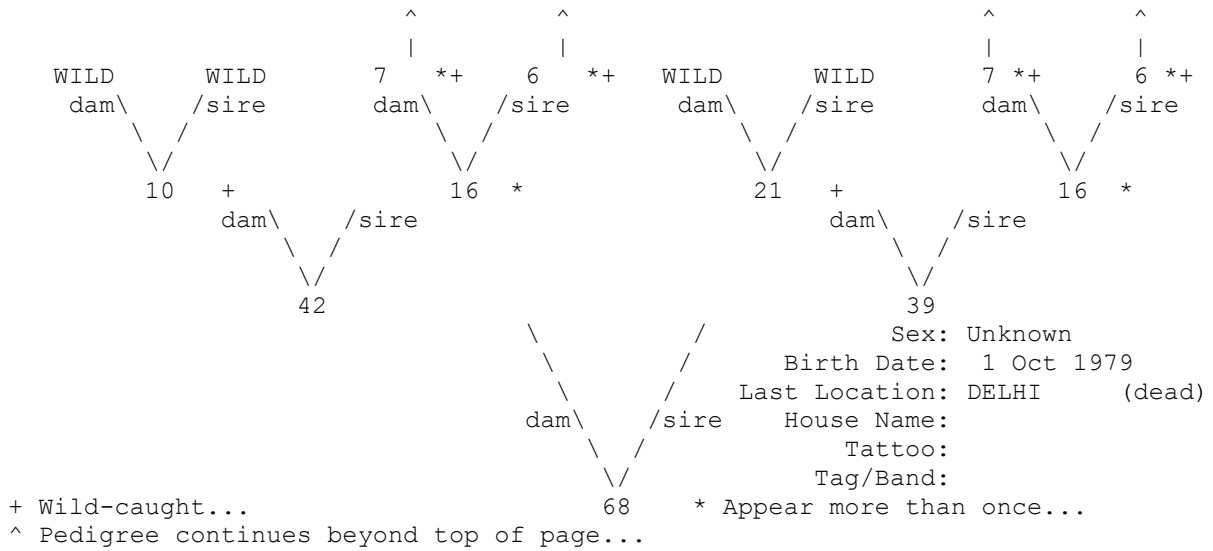 ^ ^ ^ ^
| | | |
WILD WILD 7 *+ 6 *+ WILD WILD 7 *+ 6 *+
dam\ /sire dam\ /sire dam\ /sire dam\ /sire
\ / \ / \ / \ /
\/ \/ \/ \/
10 + 16 * 21 + 16 *
dam\ /sire dam\ /sire
\ / \ /
\/ \/
42 39
\ / Sex: Unknown
\ / Birth Date: 1 Oct 1979
\ / Last Location: DELHI (dead)
dam\ /sire House Name:
\ / Tattoo:
\/ Tag/Band:
+ Wild-caught... 68 * Appear more than once...
^ Pedigree continues beyond top of page...